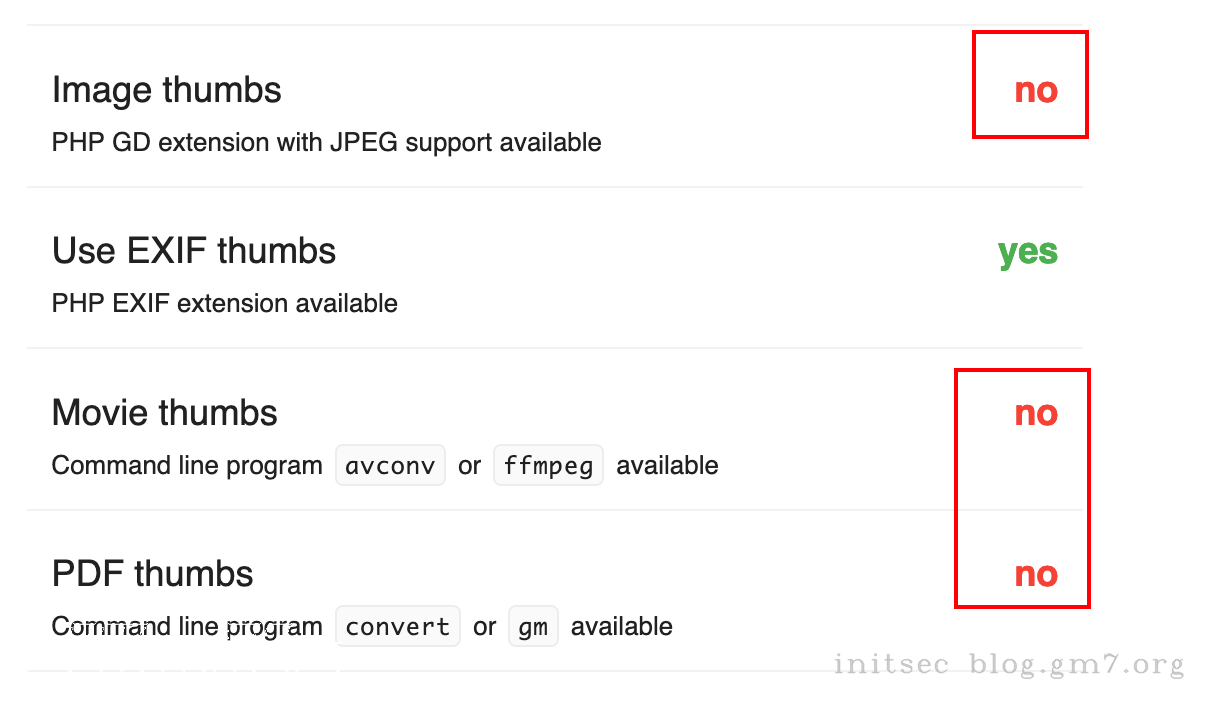 Image thumbs no
PHP GD extension with JPEG support available
Use EXIF thumbs yes
PHP EXIF extension available
Movie thumbs no
Command line program avconv or ffmpeg available
PDF thumbs no
Command line program convert or gm available
initsec blog.gm7.org